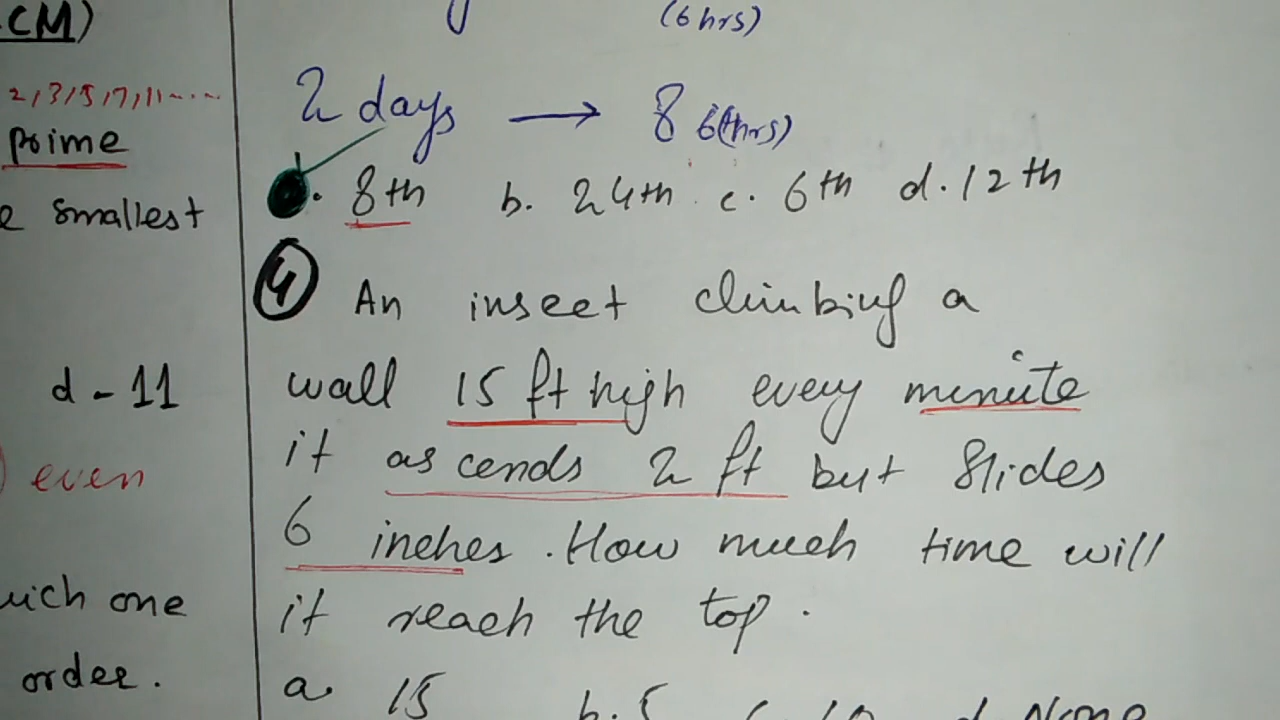 CM)
2,3,5,7,11-----
prime
e smallest
d - 11
) even
order.
(6 hrs)
2 days → 8 6(hrs)
. 8th b. 24th c. 6th d. 12th
4 An insect climbing a
wall 15 ft high every minute
it ascends 2 ft but slides
6 inches . How much time will
it reach the top .
a. 15 b. 5 d. None